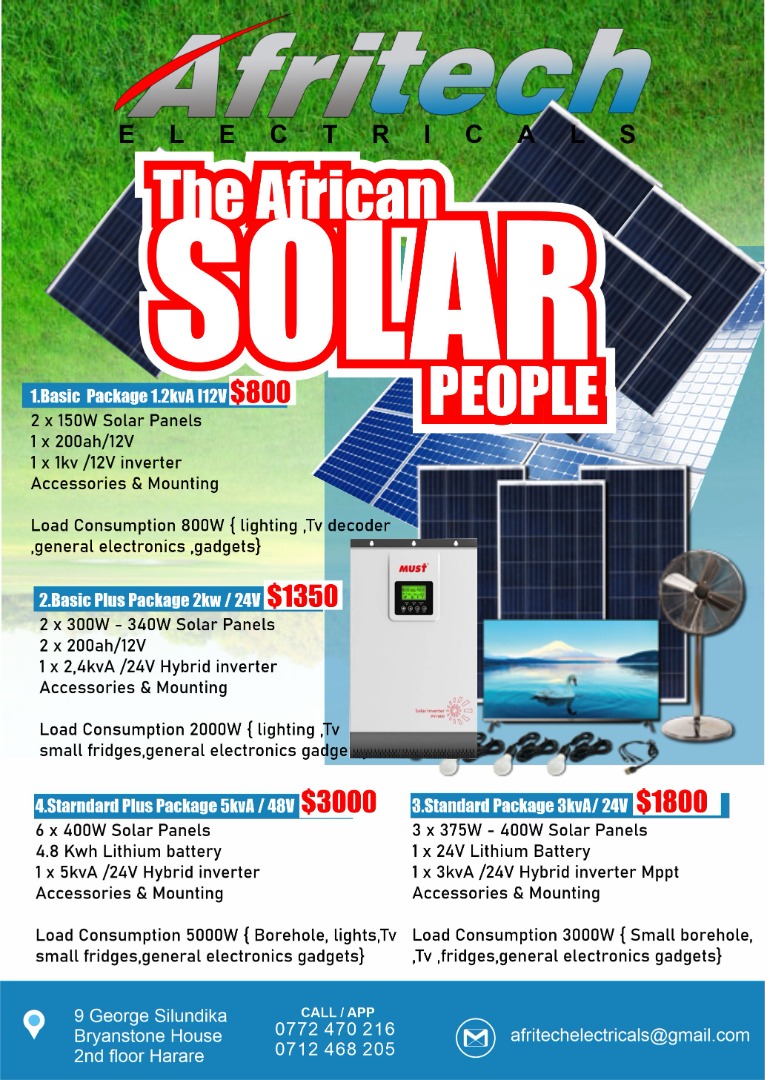 Afritech
ELECTRICALS
The African
SOLAR
PEOPLE
1.Basic Package 1.2kvA I12V $800
2 x 150W Solar Panels
1 x 200ah/12V
1 x 1kv /12V inverter
Accessories & Mounting
Load Consumption 800W { lighting ,Tv decoder
,general electronics ,gadgets}
2.Basic Plus Package 2kw / 24V $1350
2 x 300W - 340W Solar Panels
2 x 200ah/12V
1 x 2,4kvA /24V Hybrid inverter
Accessories & Mounting
Load Consumption 2000W { lighting ,Tv
small fridges,general electronics gadge
MUST
Solar inverter
4.Starndard Plus Package 5kvA / 48V $3000
6 x 400W Solar Panels
4.8 Kwh Lithium battery
1 x 5kvA /24V Hybrid inverter
Accessories & Mounting
Load Consumption 5000W { Borehole, lights,Tv
small fridges,general electronics gadgets}
3.Standard Package 3kvA/ 24V $1800
3 x 375W - 400W Solar Panels
1 x 24V Lithium Battery
1 x 3kvA /24V Hybrid inverter Mppt
Accessories & Mounting
Load Consumption 3000W { Small borehole,
,Tv ,fridges,general electronics gadgets}
9 George Silundika
Bryanstone House
2nd floor Harare
CALL / APP
0772 470 216
0712 468 205
afritechelectricals@gmail.com